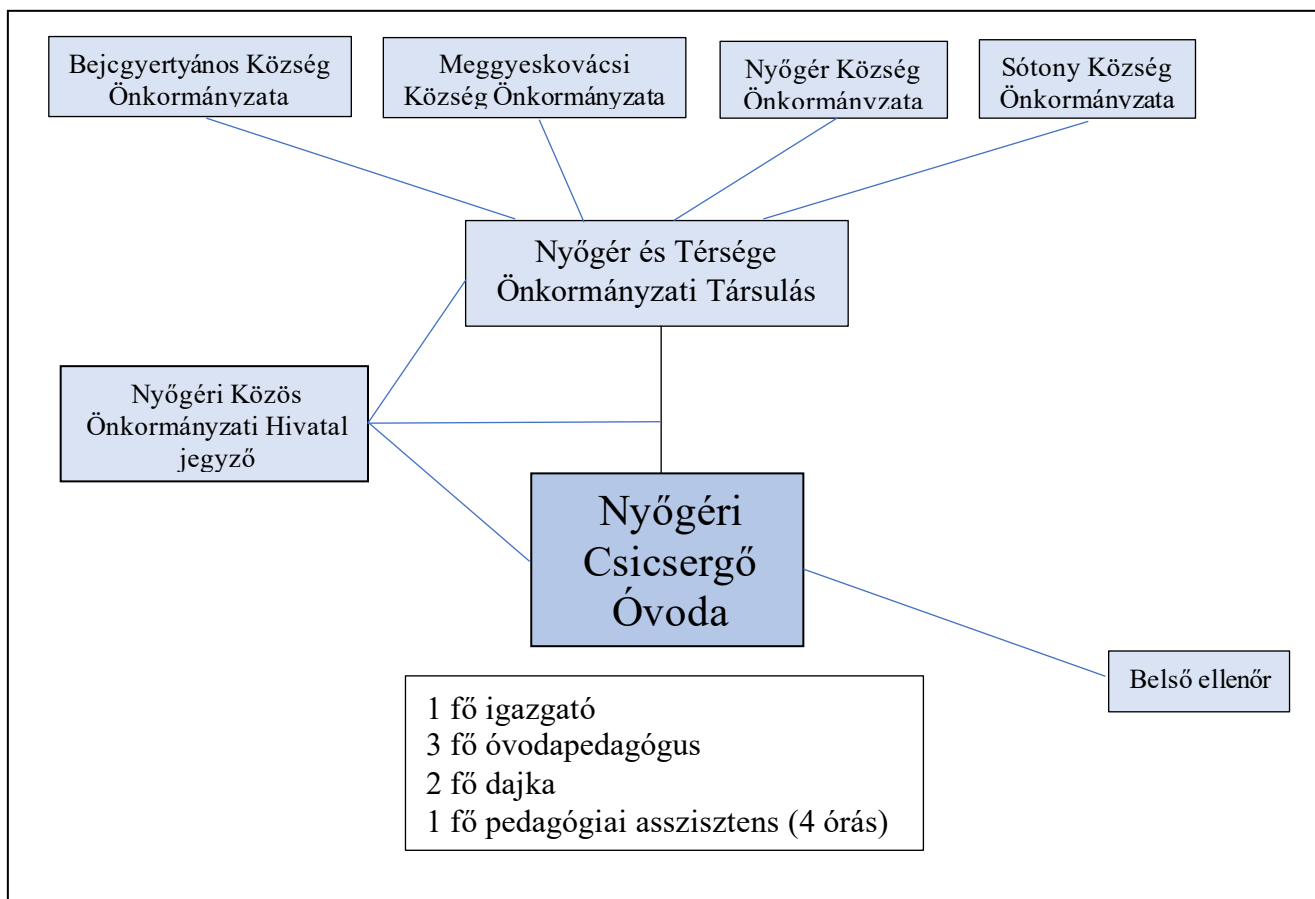 Bejcgyertyános Község
Önkormányzata
Meggyeskovácsi
Község Önkormányzata
Nyőgér Község
Önkormányzata
Sótony Község
Önkormányzata
Nyőgér és Térsége
Önkormányzati Társulás
Nyőgéri Közös
Önkormányzati Hivatal
jegyző
Nyőgéri
Csicsergő
Óvoda
Belső ellenőr
1 fő igazgató
3 fő óvodapedagógus
2 fő dajka
1 fő pedagógiai asszisztens (4 órás)